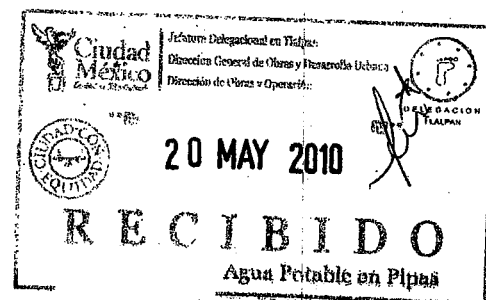 Ciudad
México
Jefatura Delegacional en Tlalpan
Dirección General de Obras y Desarrollo Urbano
Dirección de Obras y Operación
DELEGACION
TLALPAN
CIUDAD CON
EQUIDAD
20 MAY 2010
RECIBIDO
Agua Potable en Pipas